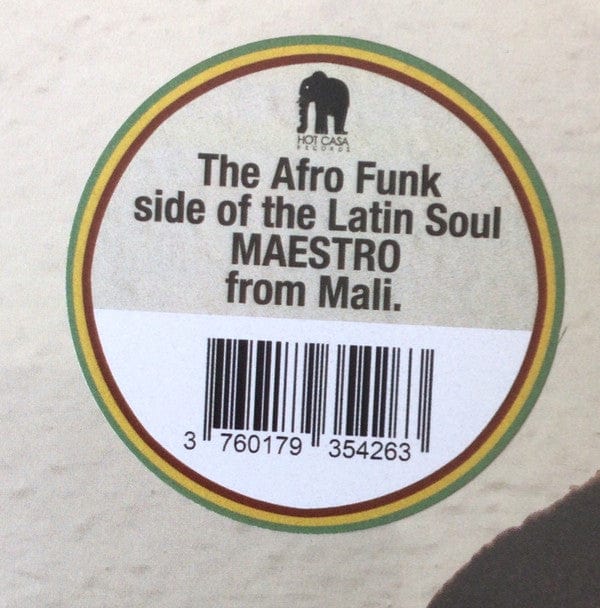 HOT CASA
RECORDS
The Afro Funk
side of the Latin Soul
MAESTRO
from Mali.
3 760179 354263